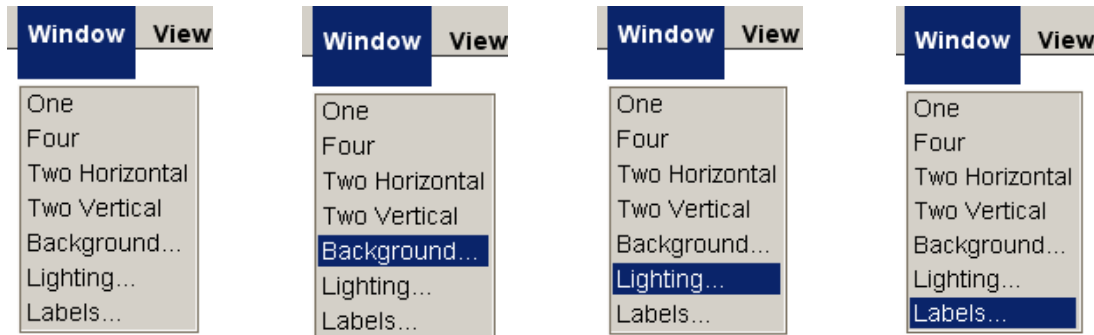 Window View
One
Four
Two Horizontal
Two Vertical
Background...
Lighting...
Labels...
Window View
One
Four
Two Horizontal
Two Vertical
Background...
Lighting...
Labels...
Window View
One
Four
Two Horizontal
Two Vertical
Background...
Lighting...
Labels...
Window View
One
Four
Two Horizontal
Two Vertical
Background...
Lighting...
Labels...